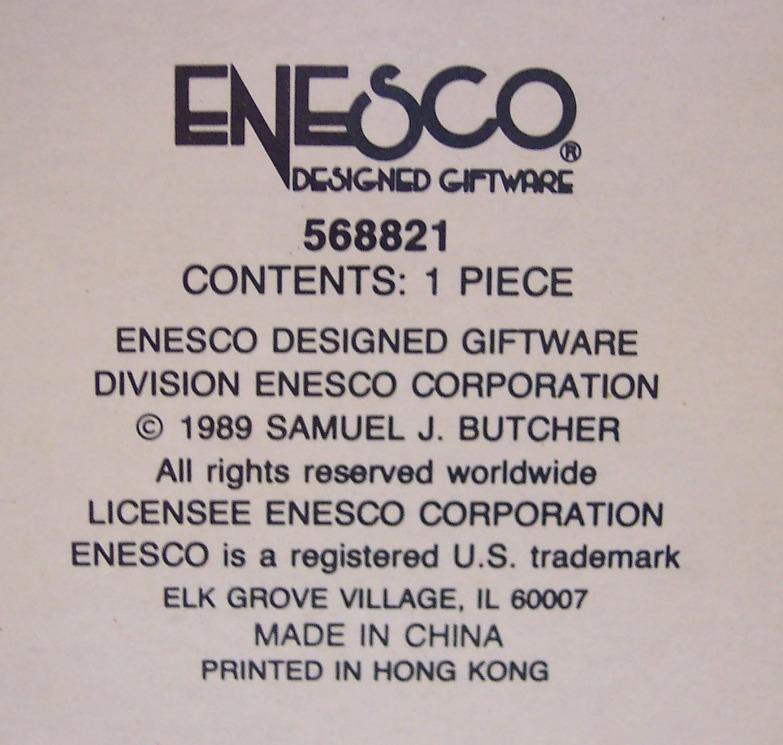 ENESCO®
DESIGNED GIFTWARE
568821
CONTENTS: 1 PIECE
ENESCO DESIGNED GIFTWARE
DIVISION ENESCO CORPORATION
© 1989 SAMUEL J. BUTCHER
All rights reserved worldwide
LICENSEE ENESCO CORPORATION
ENESCO is a registered U.S. trademark
ELK GROVE VILLAGE, IL 60007
MADE IN CHINA
PRINTED IN HONG KONG